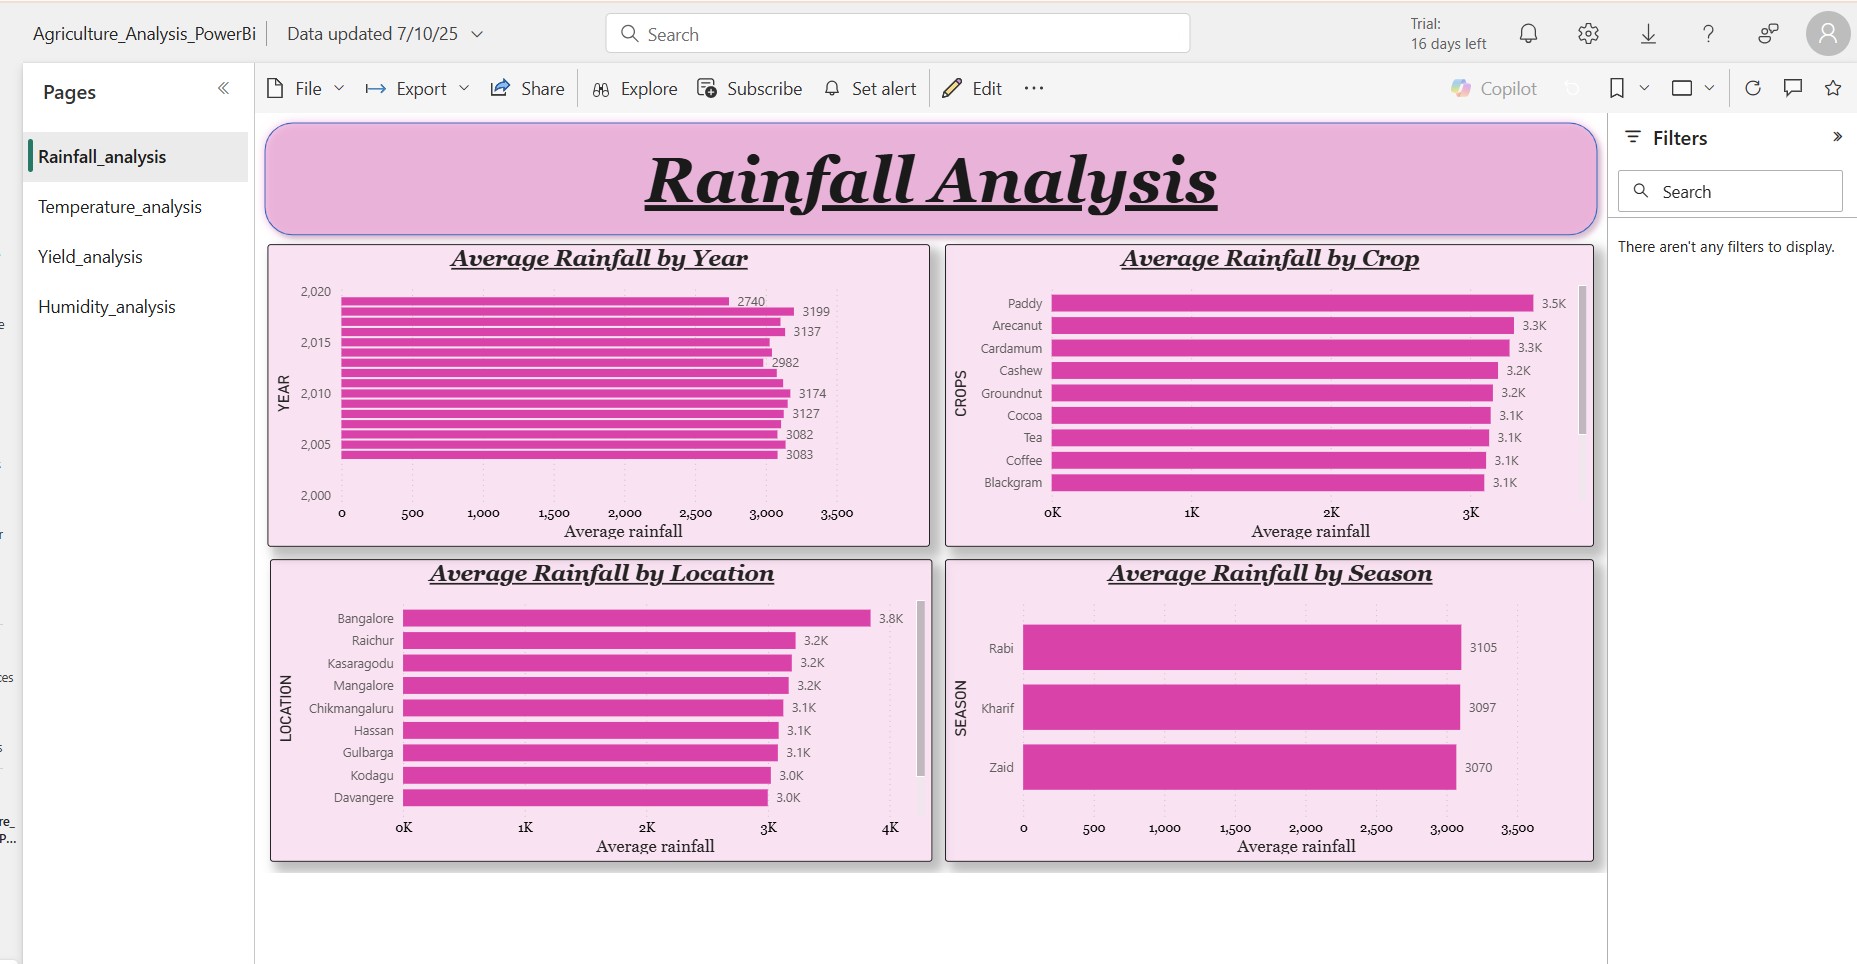 Agriculture_Analysis_PowerBi
Data updated 7/10/25
Search
Trial:
16 days left
Pages
Rainfall_analysis
Temperature_analysis
Yield_analysis
Humidity_analysis
File
Export
Share
Explore
Subscribe
Set alert
Edit
Copilot
Rainfall Analysis
Average Rainfall by Year
YEAR
2,020
2,015
2,010
2,005
2,000
2740
3199
3137
2982
3174
3127
3082
3083
0 500 1,000 1,500 2,000 2,500 3,000 3,500
Average rainfall
Average Rainfall by Crop
CROPS
Paddy 3.5K
Arecanut 3.3K
Cardamum 3.3K
Cashew 3.2K
Groundnut 3.2K
Cocoa 3.1K
Tea 3.1K
Coffee 3.1K
Blackgram 3.1K
0K 1K 2K 3K
Average rainfall
Average Rainfall by Location
LOCATION
Bangalore 3.8K
Raichur 3.2K
Kasaragodu 3.2K
Mangalore 3.2K
Chikmangaluru 3.1K
Hassan 3.1K
Gulbarga 3.1K
Kodagu 3.0K
Davangere 3.0K
0K 1K 2K 3K 4K
Average rainfall
Average Rainfall by Season
SEASON
Rabi 3105
Kharif 3097
Zaid 3070
0 500 1,000 1,500 2,000 2,500 3,000 3,500
Average rainfall
Filters
Search
There aren't any filters to display.